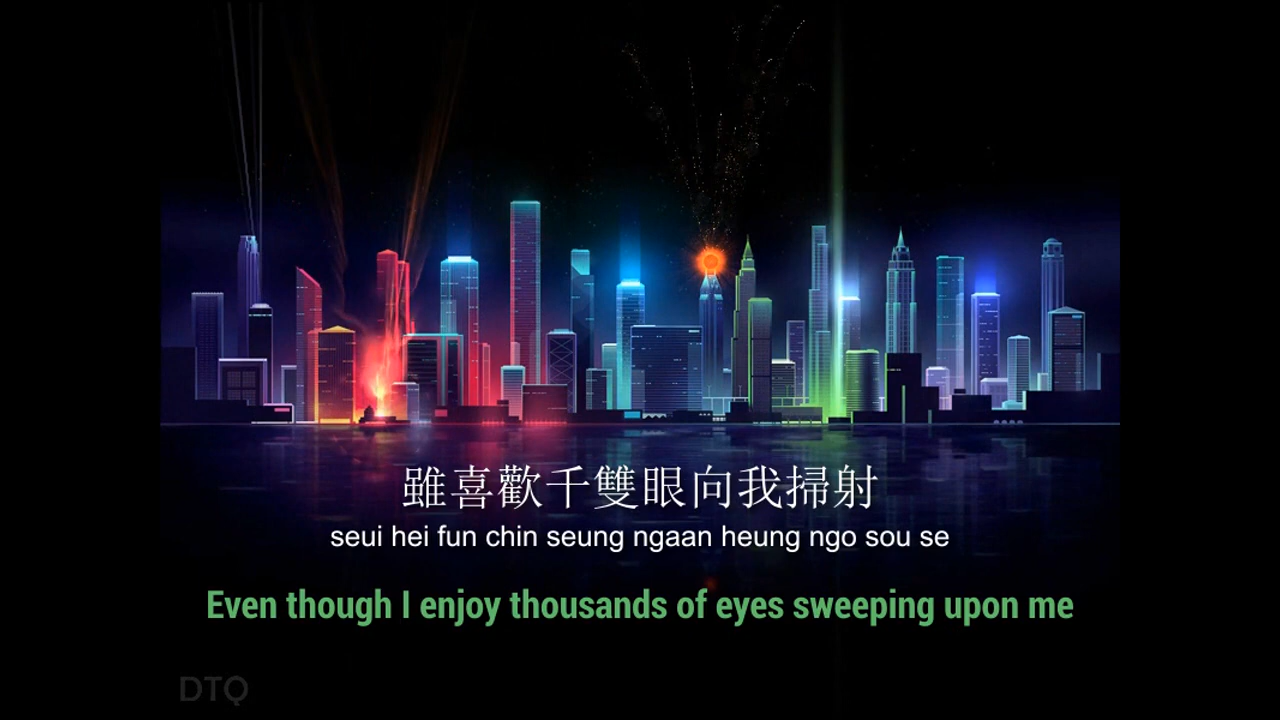 雖喜歡千雙眼向我掃射
seui hei fun chin seung ngaan heung ngo sou se
Even though I enjoy thousands of eyes sweeping upon me
DTQ